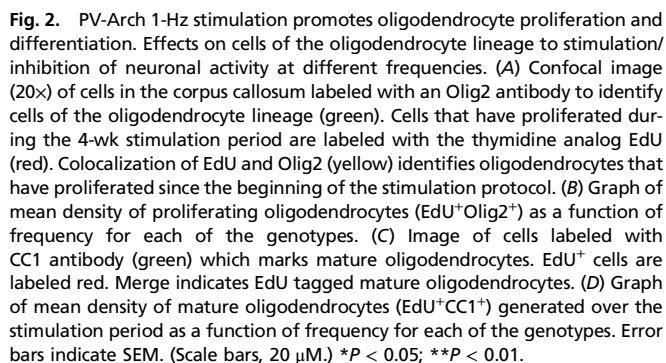 Fig. 2. PV-Arch 1-Hz stimulation promotes oligodendrocyte proliferation and
differentiation. Effects on cells of the oligodendrocyte lineage to stimulation/
inhibition of neuronal activity at different frequencies. (A) Confocal image
(20×) of cells in the corpus callosum labeled with an Olig2 antibody to identify
cells of the oligodendrocyte lineage (green). Cells that have proliferated dur-
ing the 4-wk stimulation period are labeled with the thymidine analog EdU
(red). Colocalization of EdU and Olig2 (yellow) identifies oligodendrocytes that
have proliferated since the beginning of the stimulation protocol. (B) Graph of
mean density of proliferating oligodendrocytes (EdU⁺Olig2⁺) as a function of
frequency for each of the genotypes. (C) Image of cells labeled with
CC1 antibody (green) which marks mature oligodendrocytes. EdU⁺ cells are
labeled red. Merge indicates EdU tagged mature oligodendrocytes. (D) Graph
of mean density of mature oligodendrocytes (EdU⁺CC1⁺) generated over the
stimulation period as a function of frequency for each of the genotypes. Error
bars indicate SEM. (Scale bars, 20 μM.) *P < 0.05; **P < 0.01.